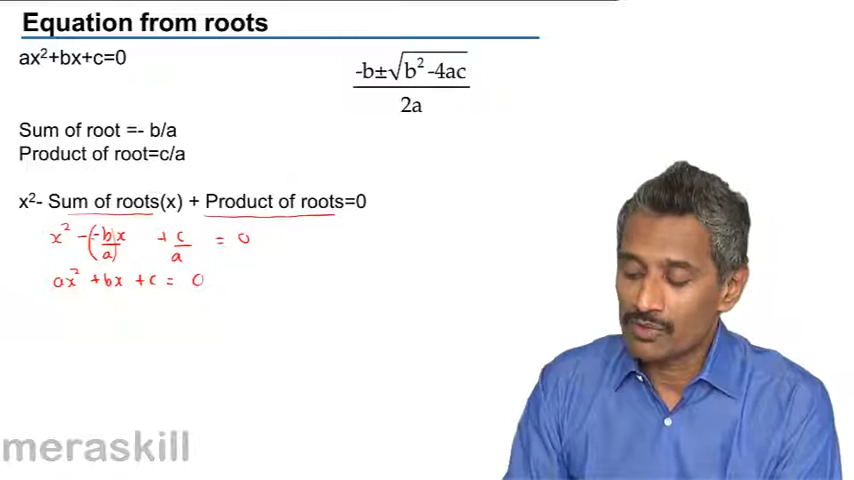 Equation from roots
ax²+bx+c=0
-b±√b²-4ac
2a
Sum of root =- b/a
Product of root=c/a
x²- Sum of roots(x) + Product of roots=0
x² -(-b/a)x + c/a = 0
ax² +bx +c = 0
meraskill